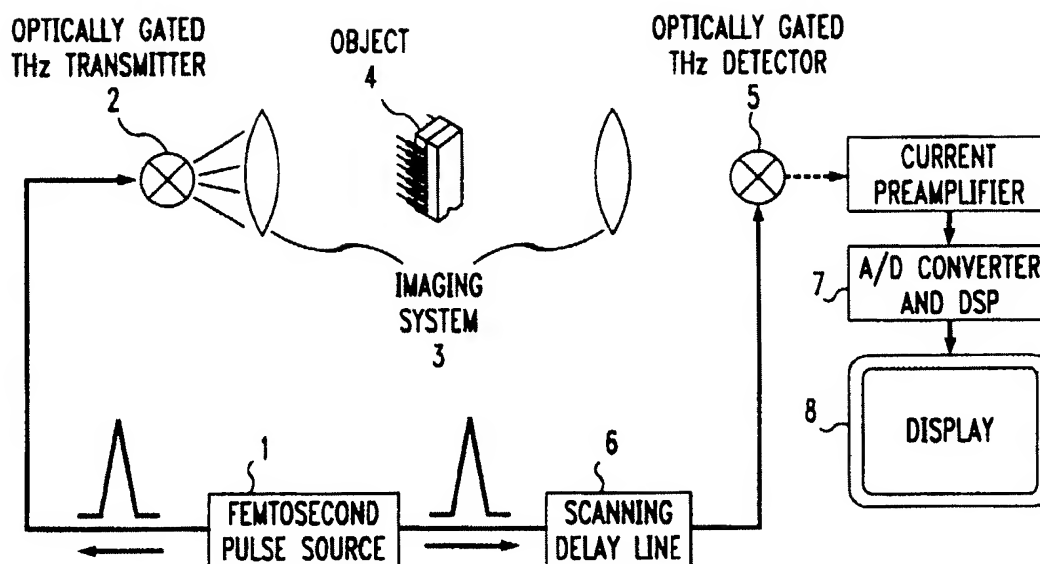 OPTICALLY GATED
THz TRANSMITTER
2
OBJECT
4
OPTICALLY GATED
THz DETECTOR
5
CURRENT
PREAMPLIFIER
IMAGING
SYSTEM
3
7
A/D CONVERTER
AND DSP
8
DISPLAY
1
FEMTOSECOND
PULSE SOURCE
6
SCANNING
DELAY LINE